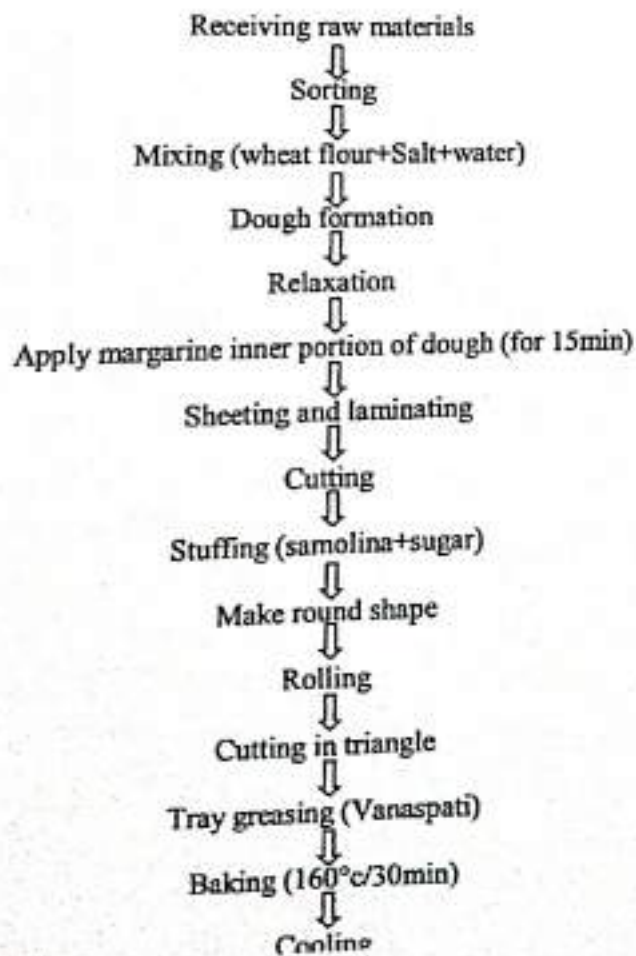 Receiving raw materials
Sorting
Mixing (wheat flour+Salt+water)
Dough formation
Relaxation
Apply margarine inner portion of dough (for 15min)
Sheeting and laminating
Cutting
Stuffing (samolina+sugar)
Make round shape
Rolling
Cutting in triangle
Tray greasing (Vanaspati)
Baking (160°c/30min)
Cooling